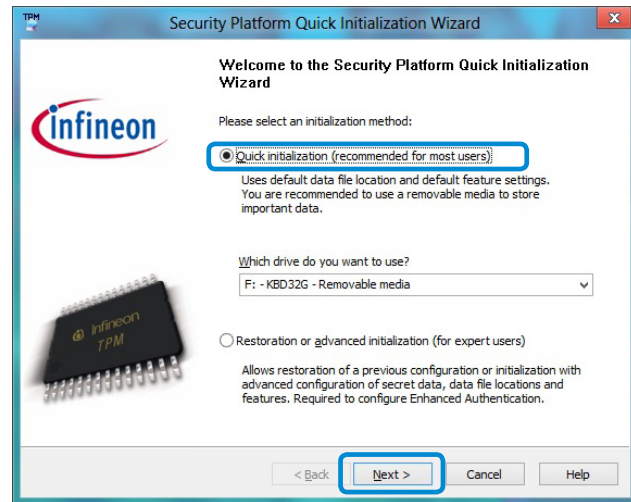 TPM
Security Platform Quick Initialization Wizard
X
Welcome to the Security Platform Quick Initialization
Wizard
infineon
Please select an initialization method:
Quick initialization (recommended for most users)
Uses default data file location and default feature settings.
You are recommended to use a removable media to store
important data.
Which drive do you want to use?
F: - KBD32G - Removable media
Infineon
TPM
Restoration or advanced initialization (for expert users)
Allows restoration of a previous configuration or initialization with
advanced configuration of secret data, data file locations and
features. Required to configure Enhanced Authentication.
< Back
Next >
Cancel
Help